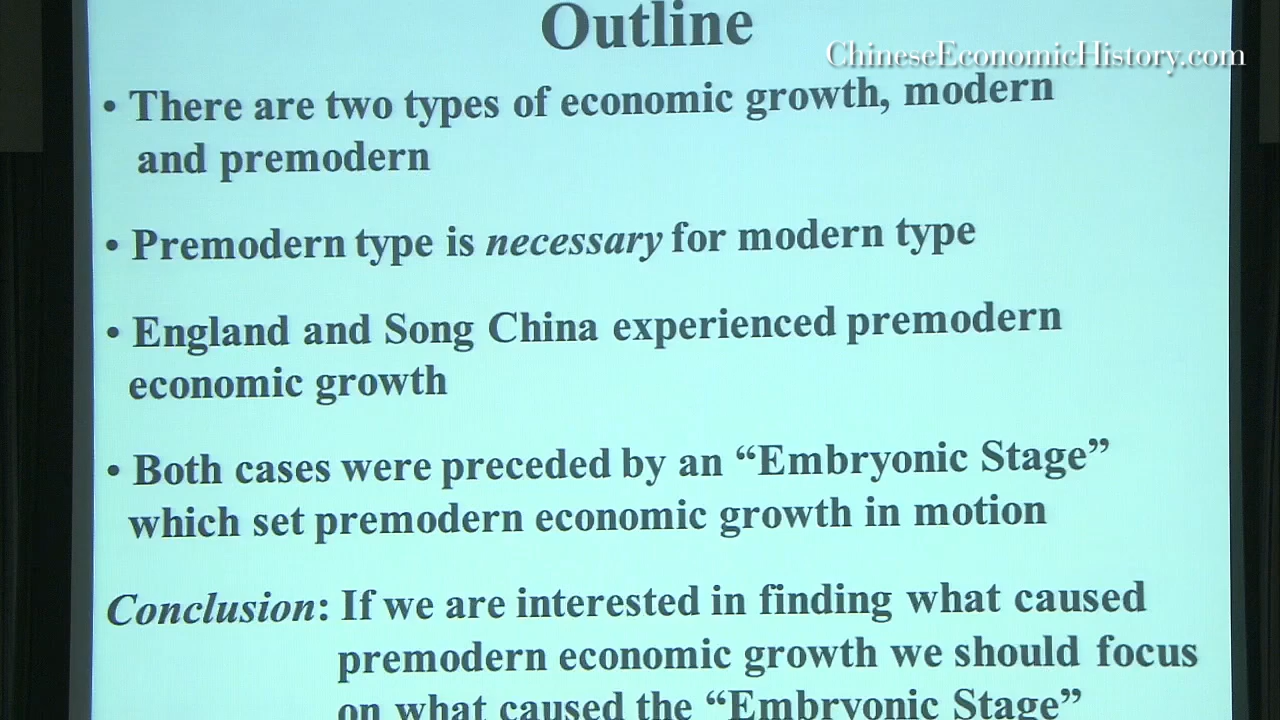 Outline
ChineseEconomicHistory.com
• There are two types of economic growth, modern
and premodern
• Premodern type is necessary for modern type
• England and Song China experienced premodern
economic growth
• Both cases were preceded by an “Embryonic Stage”
which set premodern economic growth in motion
Conclusion: If we are interested in finding what caused
premodern economic growth we should focus
on what caused the “Embryonic Stage”